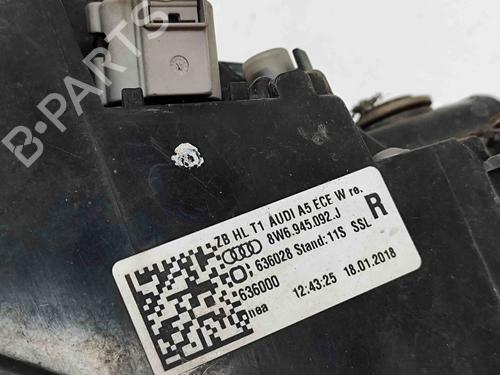 B-PARTS
ZB HL T1 AUDI A5 ECE W re.
8W6.945.092.J R
; 636028 Stand: 11S SSL
636000
nea 12:43:25 18.01.2018